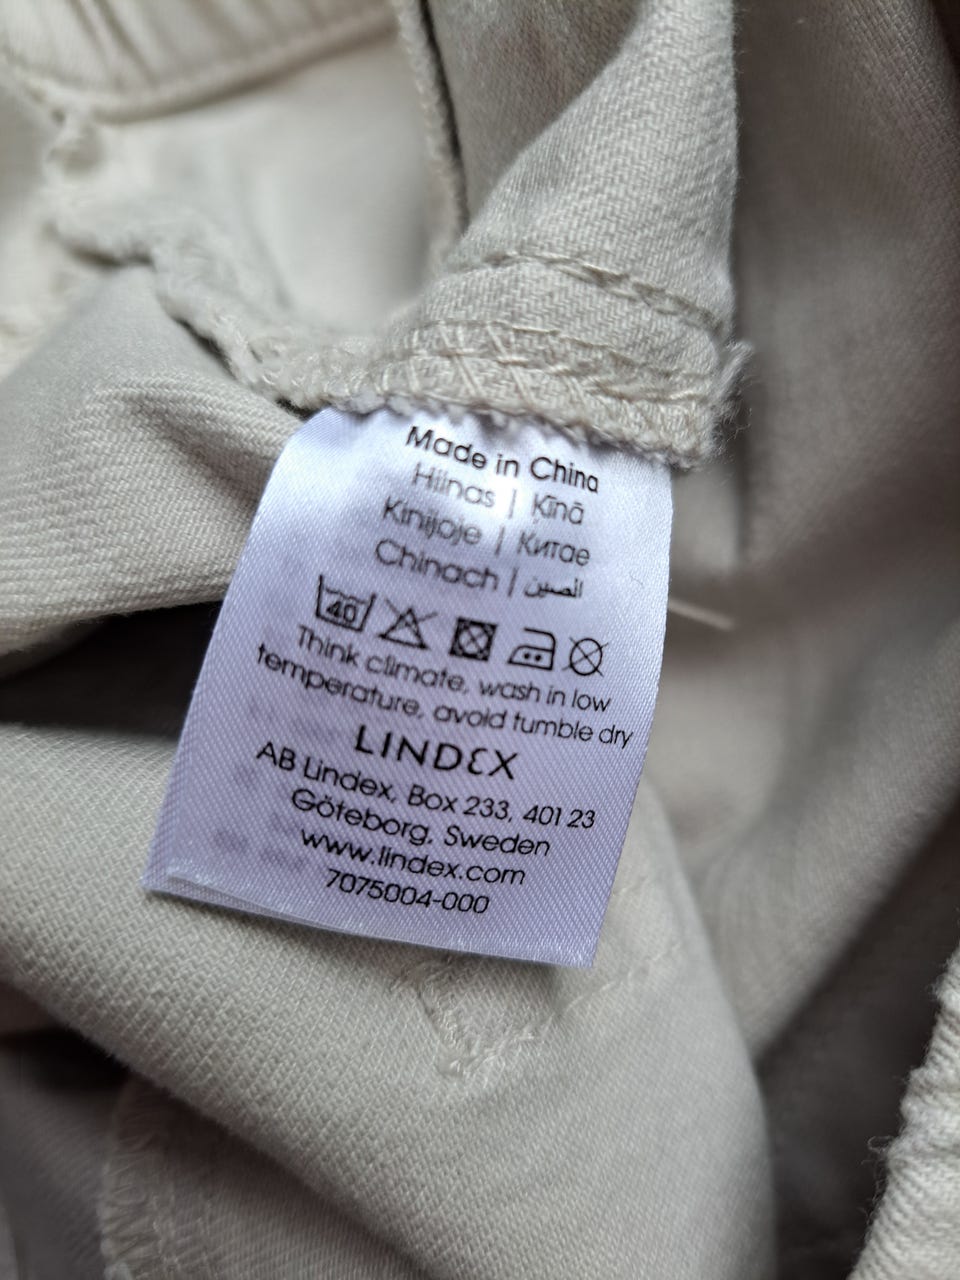 Made in China
Hiinas | Ķīnā
Kinijoje | Китае
Chinach | الصين
40
Think climate, wash in low
temperature, avoid tumble dry
LINDEX
AB Lindex, Box 233, 401 23
Göteborg, Sweden
www.lindex.com
7075004-000